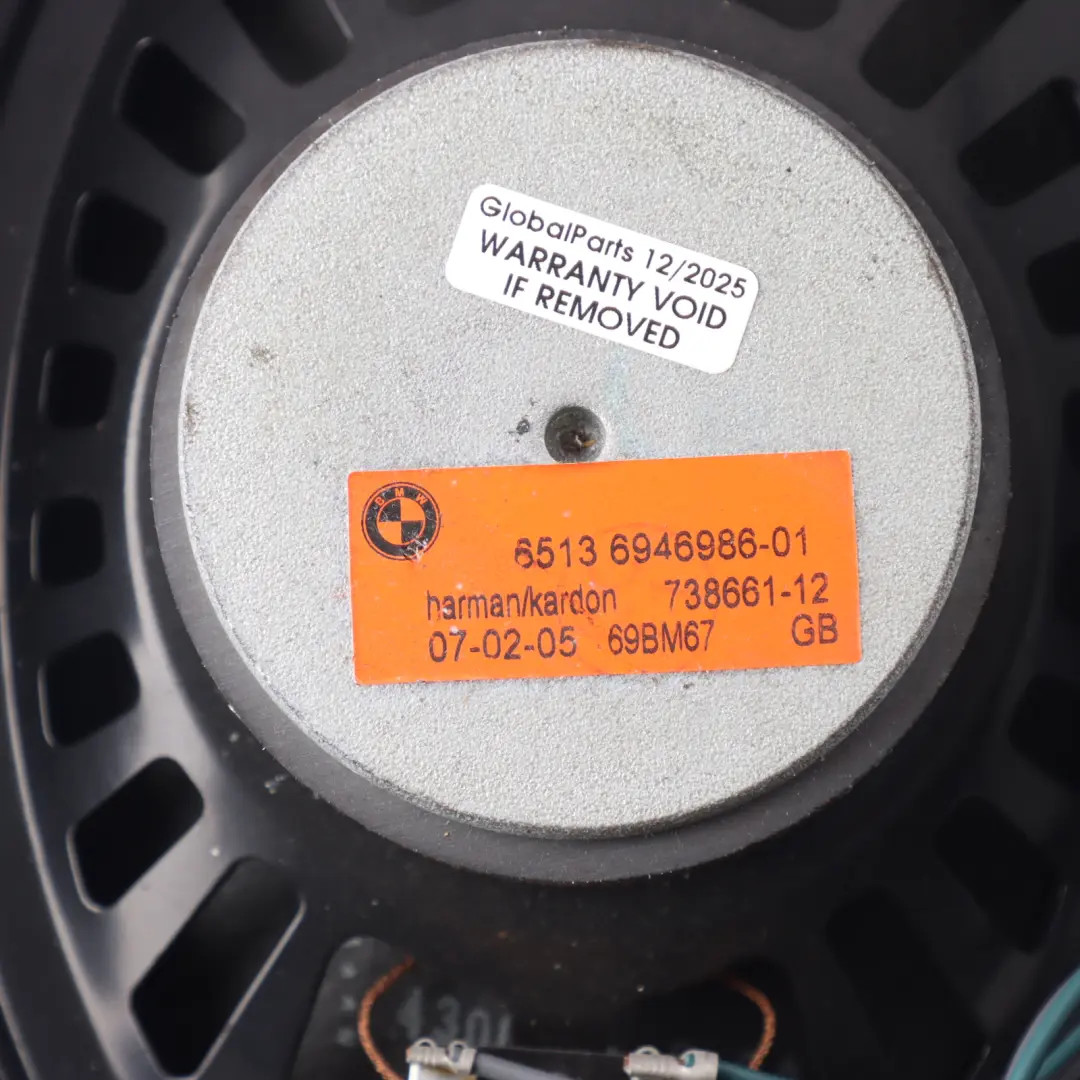 GlobalParts 12/2025
WARRANTY VOID
IF REMOVED
BMW
6513 6946986-01
harman/kardon 738661-12
07-02-05 69BM67 GB